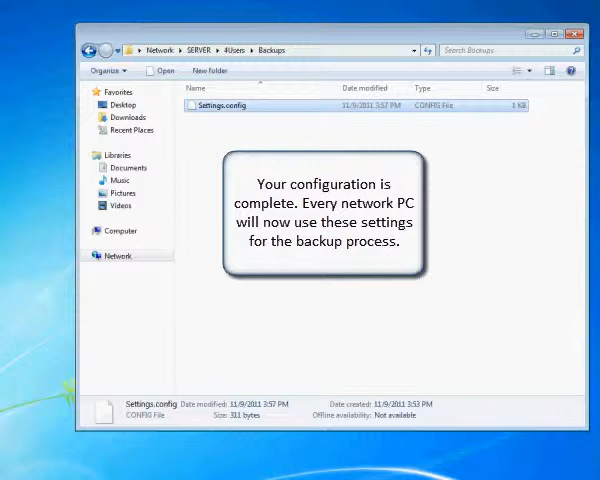 Network ▸ SERVER ▸ 4Users ▸ Backups
Search Backups
Organize Open New folder
Name Date modified Type Size
Settings.config 11/9/2011 3:57 PM CONFIG File 1 KB
Favorites
Desktop
Downloads
Recent Places
Libraries
Documents
Music
Pictures
Videos
Computer
Network
Your configuration is
complete. Every network PC
will now use these settings
for the backup process.
Settings.config Date modified: 11/9/2011 3:57 PM Date created: 11/9/2011 3:53 PM
CONFIG File Size: 311 bytes Offline availability: Not available